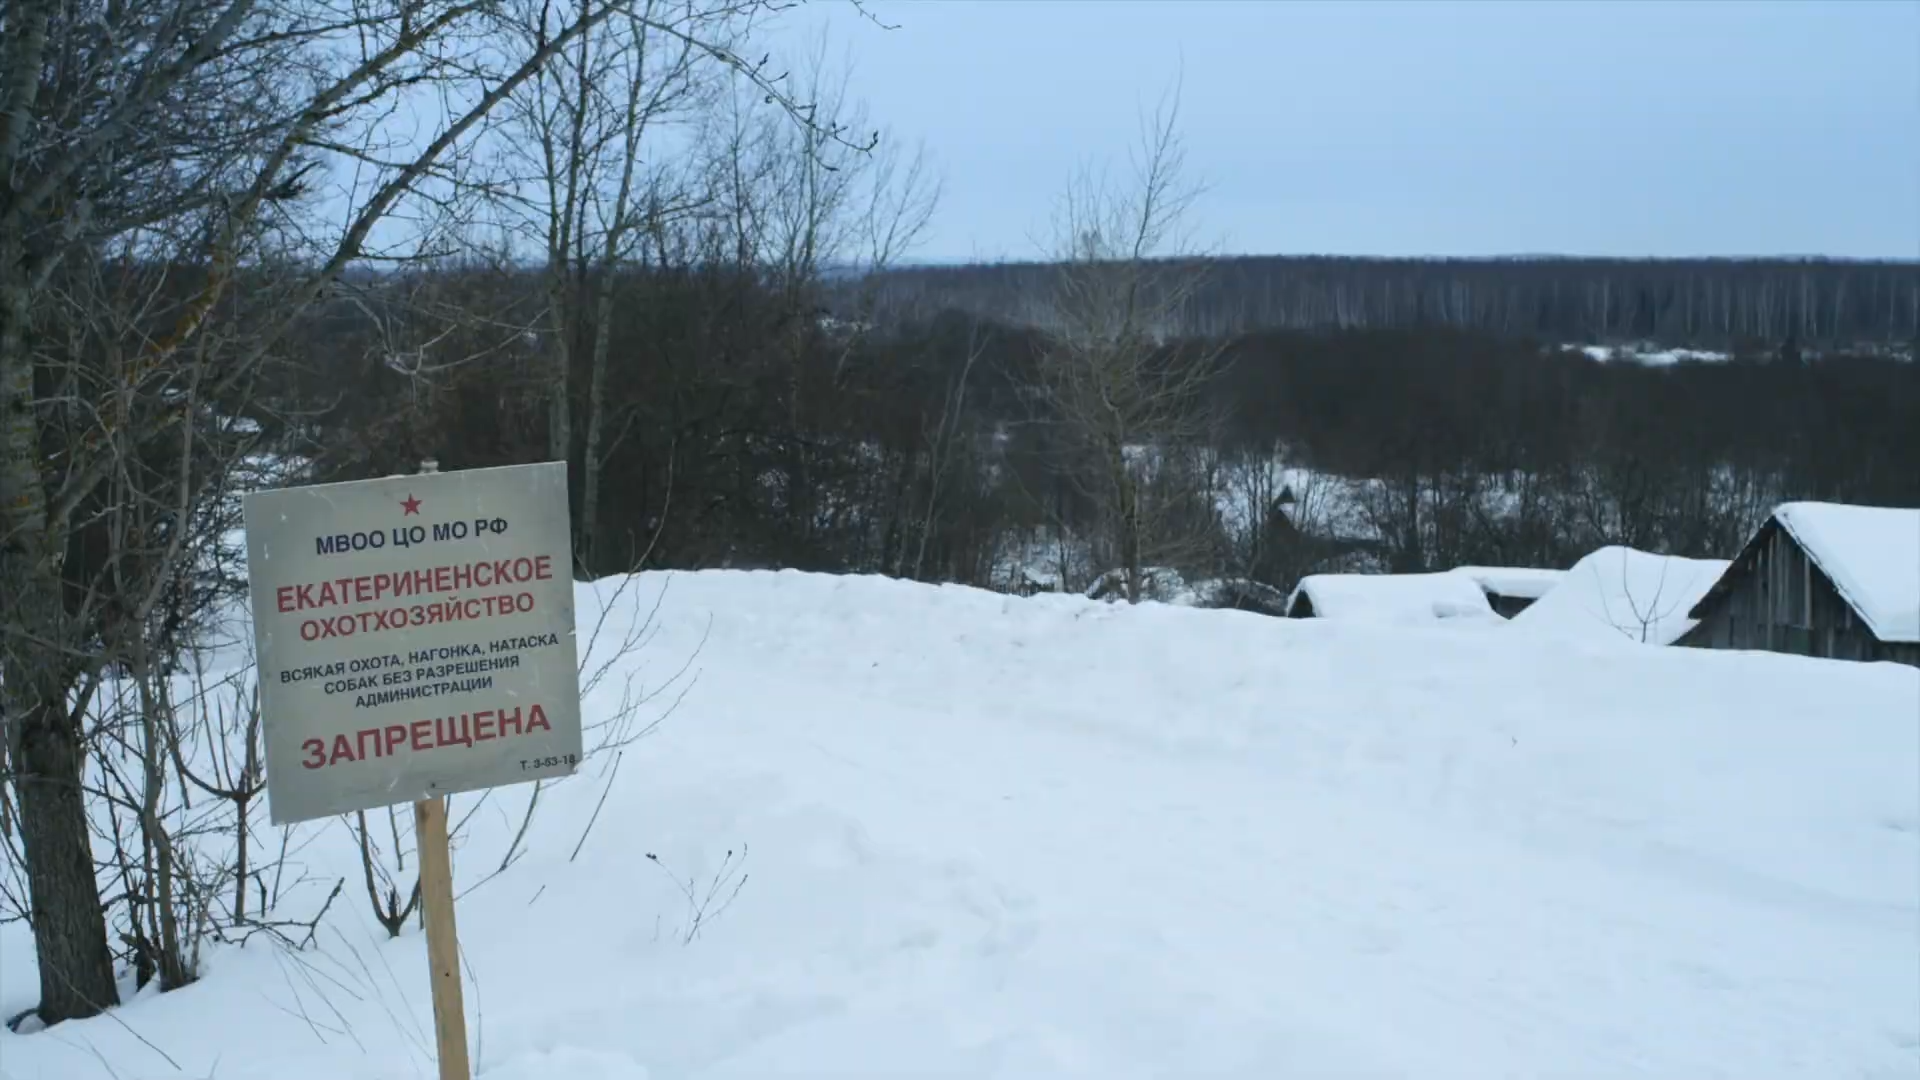 МВОО ЦО МО РФ
ЕКАТЕРИНЕНСКОЕ
ОХОТХОЗЯЙСТВО
ВСЯКАЯ ОХОТА, НАГОНКА, НАТАСКА
СОБАК БЕЗ РАЗРЕШЕНИЯ
АДМИНИСТРАЦИИ
ЗАПРЕЩЕНА
Т. 3-53-18